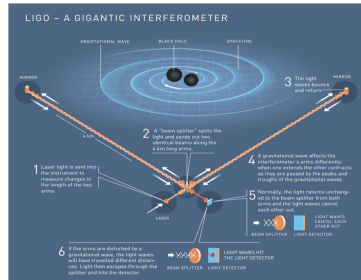 LIGO – A GIGANTIC INTERFEROMETER
GRAVITATIONAL WAVE
BLACK HOLE
SPACETIME
MIRROR
MIRROR
3 The light
waves bounce
and return.
4 km
2 A "beam splitter" splits the
light and sends out two
identical beams along the
4 km long arms.
1 Laser light is sent into
the instrument to
measure changes in
the length of the two
arms.
4 A gravitational wave affects the
interferometer's arms differently;
when one extends the other contracts
as they are passed by the peaks and
troughs of the gravitational waves.
LASER
5 Normally, the light returns unchang-
ed to the beam splitter from both
arms and the light waves cancel
each other out.
LIGHT WAVES
CANCEL EACH
OTHER OUT
BEAM SPLITTER
LIGHT DETECTOR
6 If the arms are disturbed by a
gravitational wave, the light waves
will have travelled different distan-
ces. Light then escapes through the
splitter and hits the detector.
LIGHT WAVES HIT
THE LIGHT DETECTOR
BEAM SPLITTER
LIGHT DETECTOR